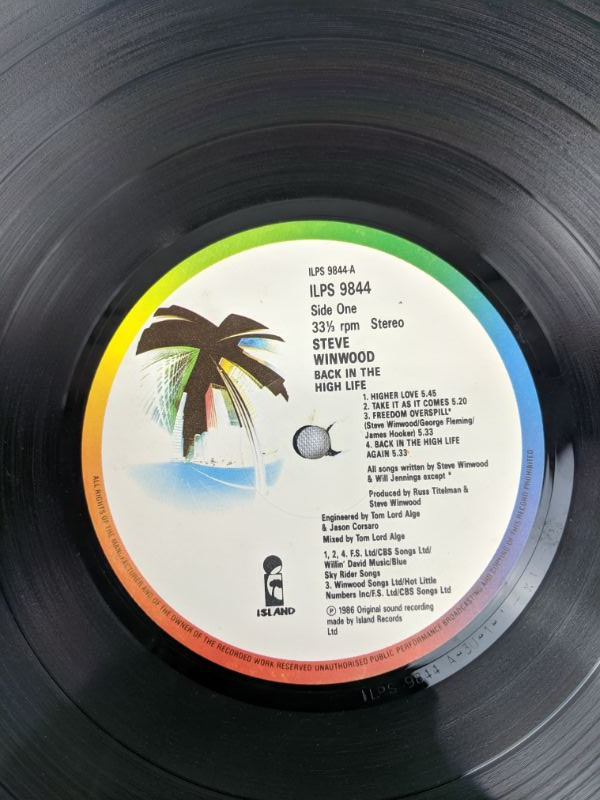 ILPS 9844-A
ILPS 9844
Side One
33⅓ rpm Stereo
STEVE
WINWOOD
BACK IN THE
HIGH LIFE
1. HIGHER LOVE 5.45
2. TAKE IT AS IT COMES 5.20
3. FREEDOM OVERSPILL*
(Steve Winwood/George Fleming/
James Hooker) 5.33
4. BACK IN THE HIGH LIFE
AGAIN 5.33
All songs written by Steve Winwood
& Will Jennings except *
Produced by Russ Titelman &
Steve Winwood
Engineered by Tom Lord Alge
& Jason Corsaro
Mixed by Tom Lord Alge
1, 2, 4. F.S. Ltd/CBS Songs Ltd/
Willin' David Music/Blue
Sky Rider Songs
3. Winwood Songs Ltd/Hot Little
Numbers Inc/F.S. Ltd/CBS Songs Ltd
℗ 1986 Original sound recording
made by Island Records
Ltd
ISLAND
ALL RIGHTS OF THE MANUFACTURER AND OF THE OWNER OF THE RECORDED WORK RESERVED UNAUTHORISED PUBLIC PERFORMANCE BROADCASTING AND COPYING OF THIS RECORD PROHIBITED
ILPS 9844 A